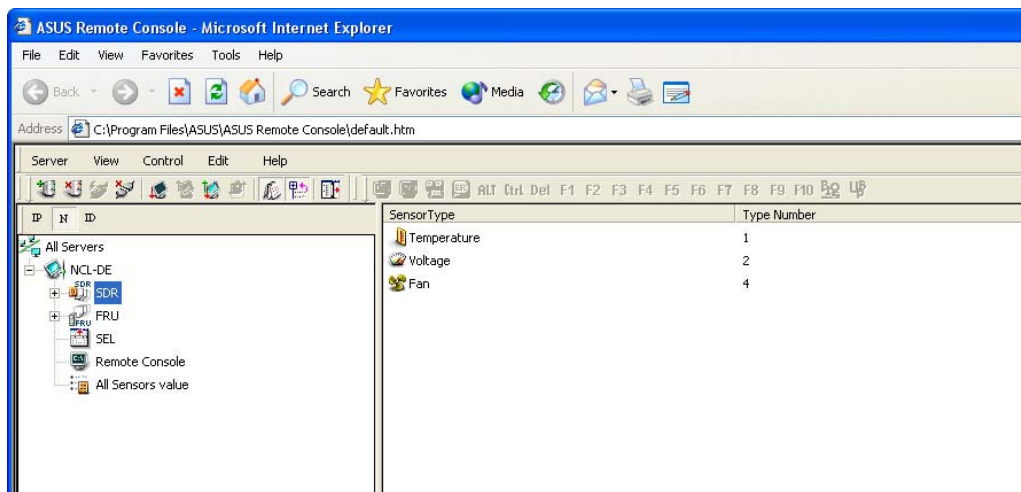 ASUS Remote Console - Microsoft Internet Explorer
File Edit View Favorites Tools Help
Back Search Favorites Media
Address C:\Program Files\ASUS\ASUS Remote Console\default.htm
Server View Control Edit Help
ALT Ctrl Del F1 F2 F3 F4 F5 F6 F7 F8 F9 F10
IP N ID
SensorType Type Number
All Servers
Temperature 1
NCL-DE
Voltage 2
SDR SDR
Fan 4
FRU FRU
SEL
Remote Console
All Sensors value